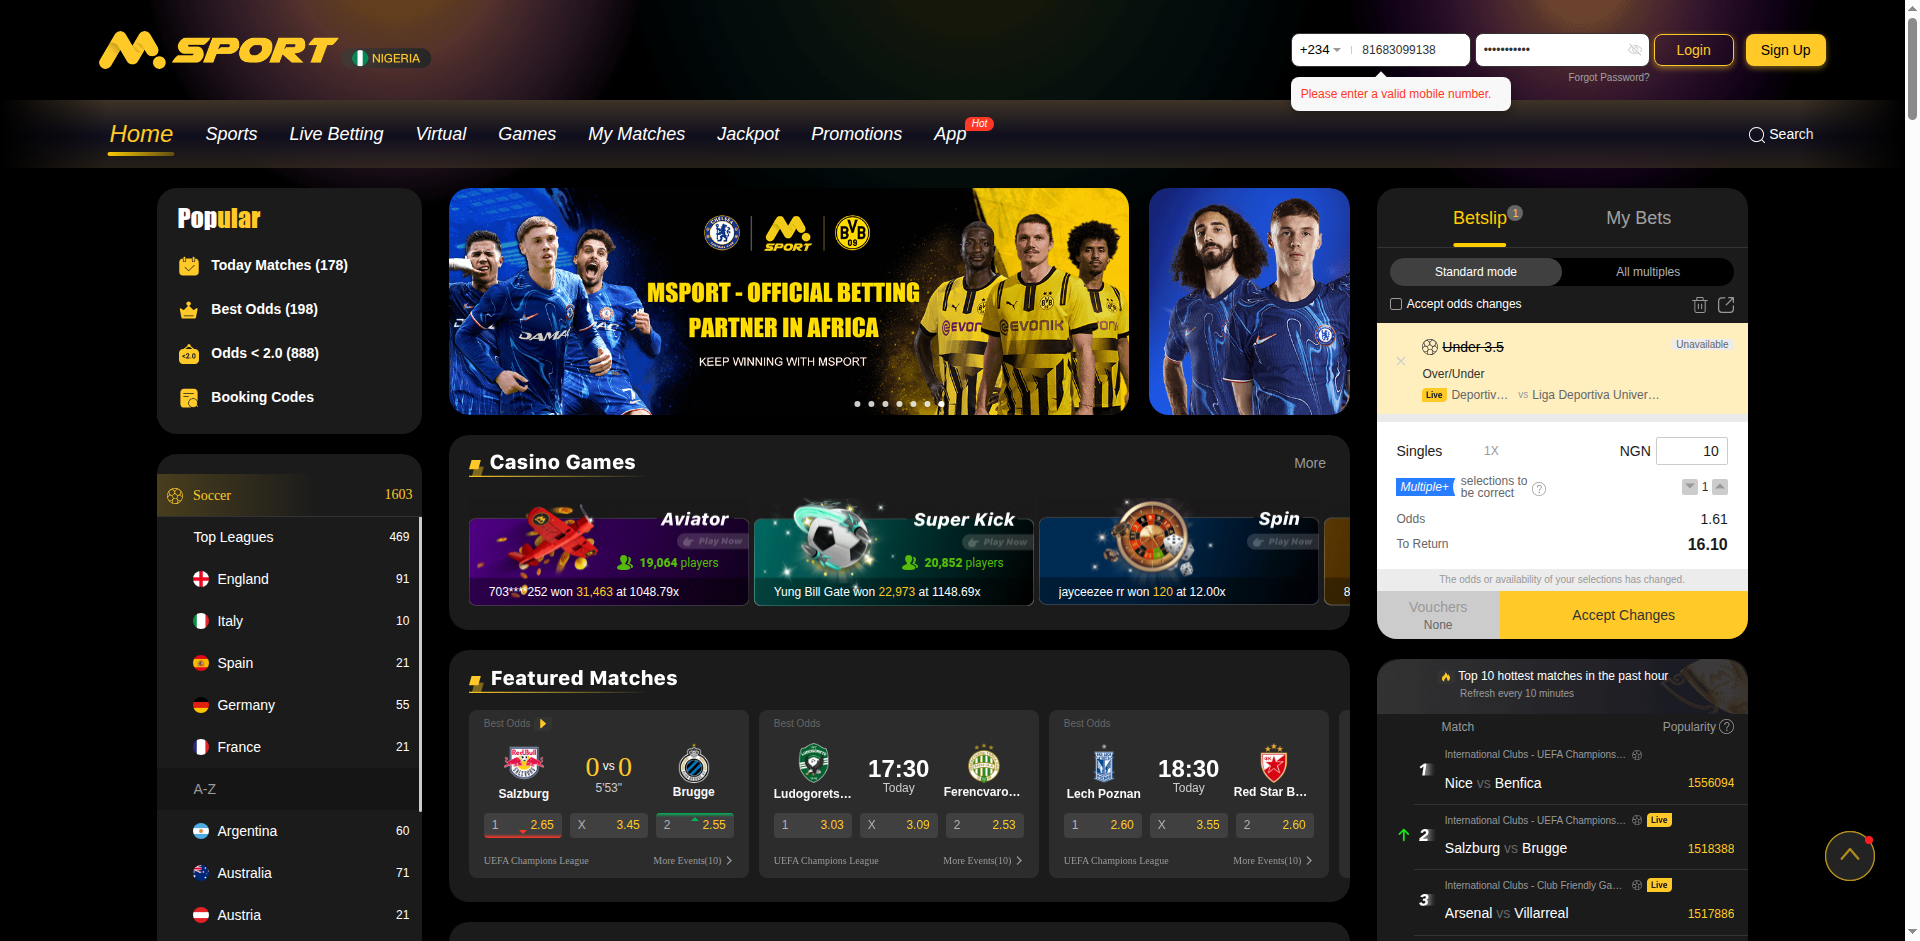 M.SPORT
NIGERIA
+234
81683099138
•••••••••••
Login
Sign Up
Forgot Password?
Please enter a valid mobile number.
Home
Sports
Live Betting
Virtual
Games
My Matches
Jackpot
Promotions
App
Hot
Search
Popular
Today Matches (178)
Best Odds (198)
<2.0
Odds < 2.0 (888)
Booking Codes
Soccer 1603
Top Leagues 469
England 91
Italy 10
Spain 21
Germany 55
France 21
A-Z
Argentina 60
Australia 71
Austria 21
CHELSEA
M SPORT
BVB
09
MSPORT - OFFICIAL BETTING
PARTNER IN AFRICA
KEEP WINNING WITH MSPORT
EVONIK
Casino Games
More
Aviator
Play Now
19,064 players
703***252 won 31,463 at 1048.79x
Super Kick
Play Now
20,852 players
Yung Bill Gate won 22,973 at 1148.69x
Spin
Play Now
jayceezee rr won 120 at 12.00x
8
Featured Matches
Best Odds
Salzburg
0 vs 0
5'53"
Brugge
1 2.65
X 3.45
2 2.55
UEFA Champions League
More Events(10)
Best Odds
Ludogorets...
17:30
Today
Ferencvaro...
1 3.03
X 3.09
2 2.53
UEFA Champions League
More Events(10)
Best Odds
Lech Poznan
18:30
Today
Red Star B...
1 2.60
X 3.55
2 2.60
UEFA Champions League
More Events(10)
Betslip 1
My Bets
Standard mode
All multiples
Accept odds changes
Under 3.5
Unavailable
Over/Under
Live Deportiv... vs Liga Deportiva Univer...
Singles 1X NGN 10
Multiple+ selections to
be correct ? 1
Odds 1.61
To Return 16.10
The odds or availability of your selections has changed.
Vouchers
None
Accept Changes
Top 10 hottest matches in the past hour
Refresh every 10 minutes
Match Popularity ?
International Clubs - UEFA Champions...
1 Nice vs Benfica 1556094
International Clubs - UEFA Champions... Live
2 Salzburg vs Brugge 1518388
International Clubs - Club Friendly Ga... Live
3 Arsenal vs Villarreal 1517886